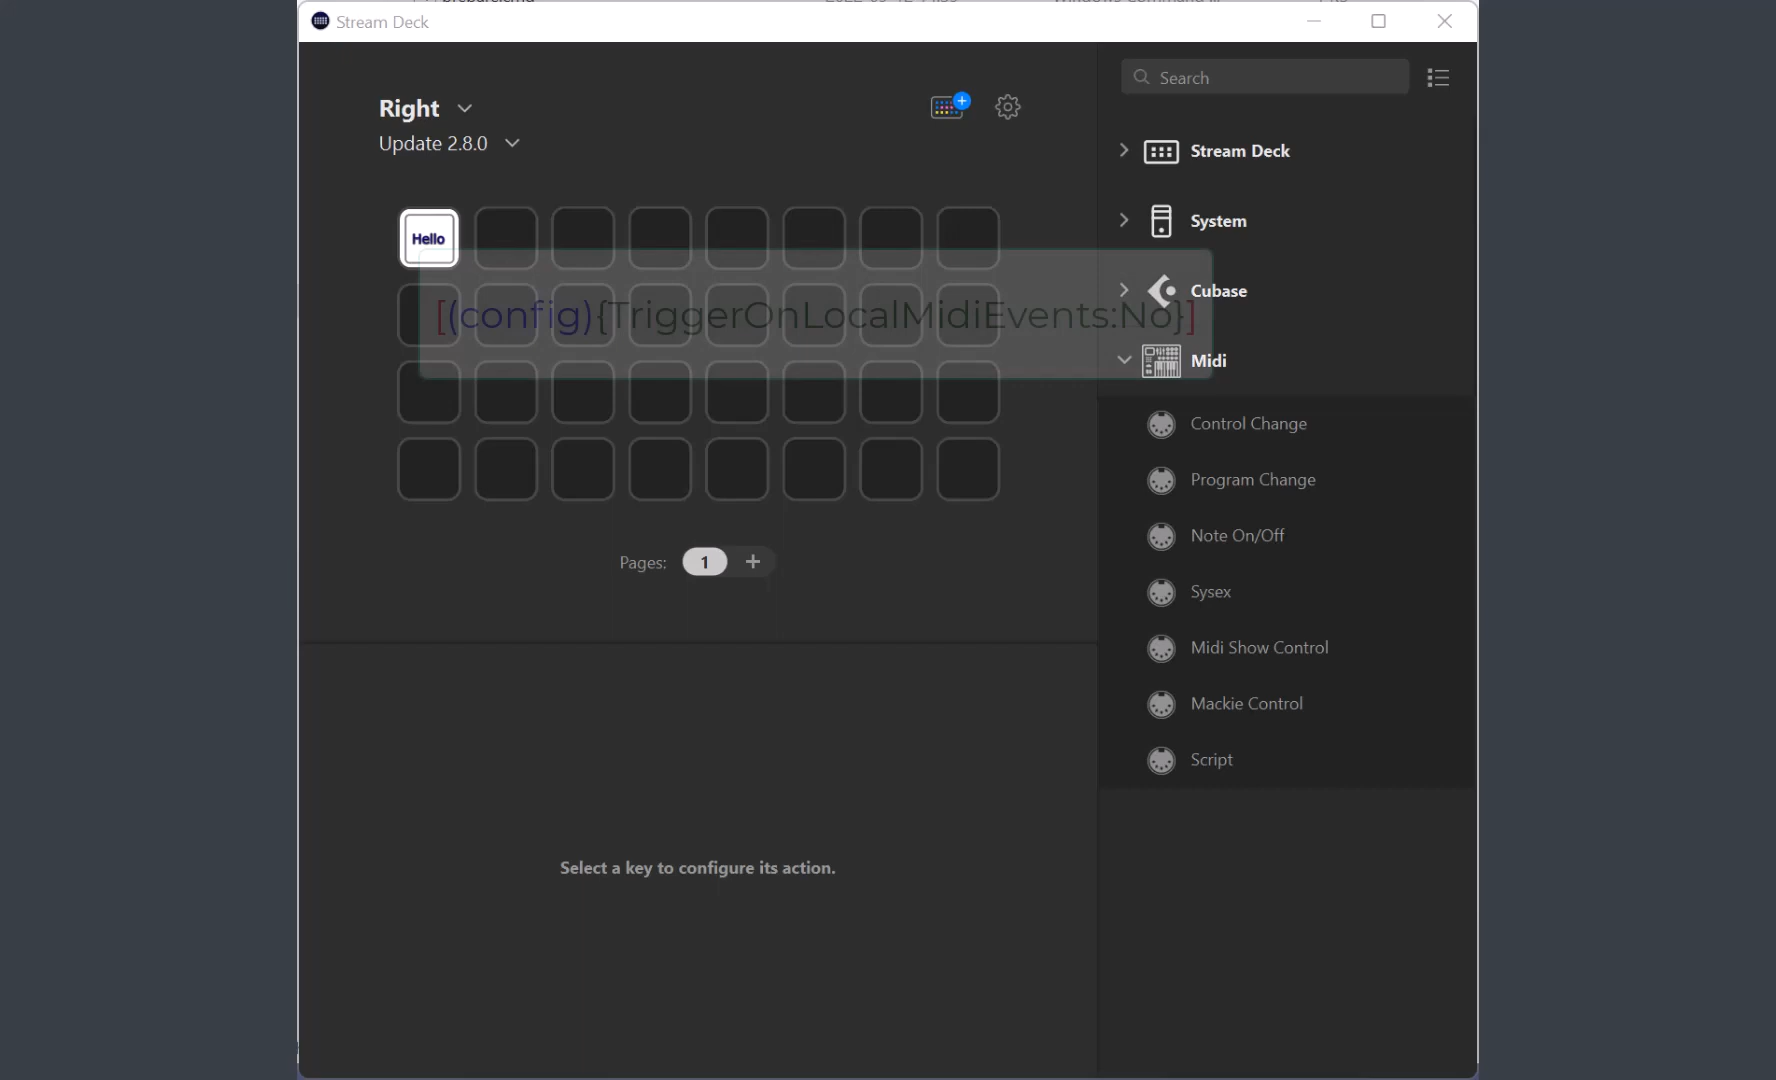 Stream Deck
Search
Right
Update 2.8.0
Stream Deck
Hello
System
[(config){TriggerOnLocalMidiEvents:No}]
Cubase
Midi
Control Change
Program Change
Note On/Off
Pages: 1 +
Sysex
Midi Show Control
Mackie Control
Script
Select a key to configure its action.